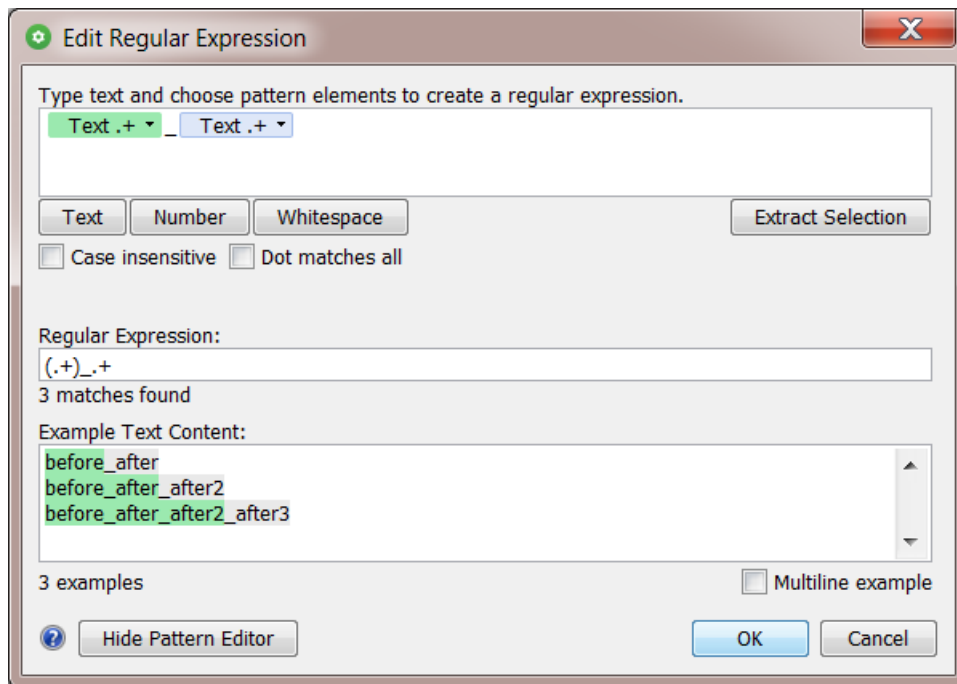 Edit Regular Expression
Type text and choose pattern elements to create a regular expression.
Text .+ _ Text .+
Text Number Whitespace Extract Selection
Case insensitive Dot matches all
Regular Expression:
(.+)_.+
3 matches found
Example Text Content:
before_after
before_after_after2
before_after_after2_after3
3 examples Multiline example
? Hide Pattern Editor OK Cancel